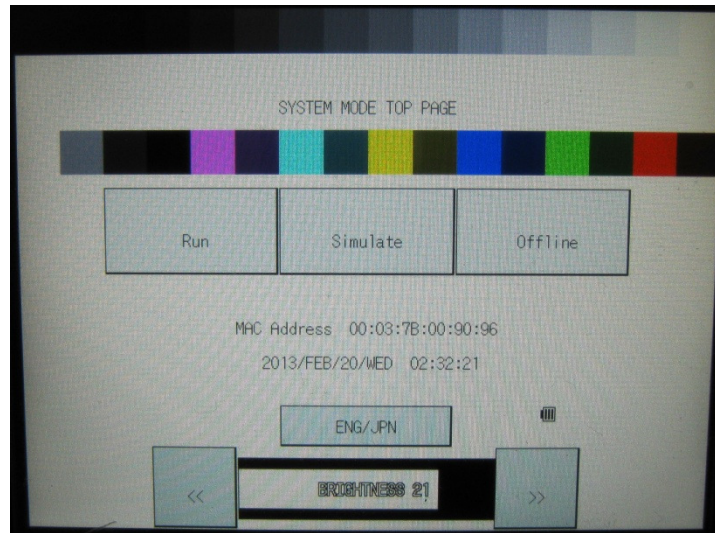 SYSTEM MODE TOP PAGE
Run Simulate Offline
MAC Address 00:03:7B:00:90:96
2013/FEB/20/WED 02:32:21
ENG/JPN
<< BRIGHTNESS 21 >>